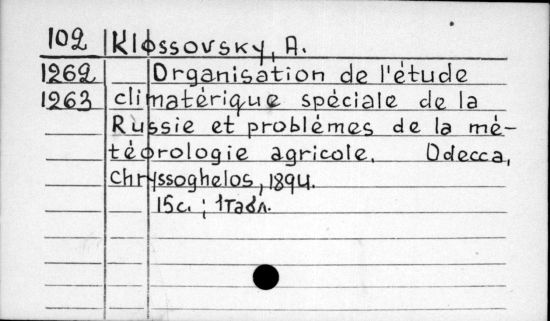 102 Klossovsky, A.
1262 Organisation de l'étude
1263 climatérique spéciale de la
Russie et problèmes de la mé-
téorologie agricole. Odecca,
Chryssoghelos, 1894.
15c. ; 1табл.